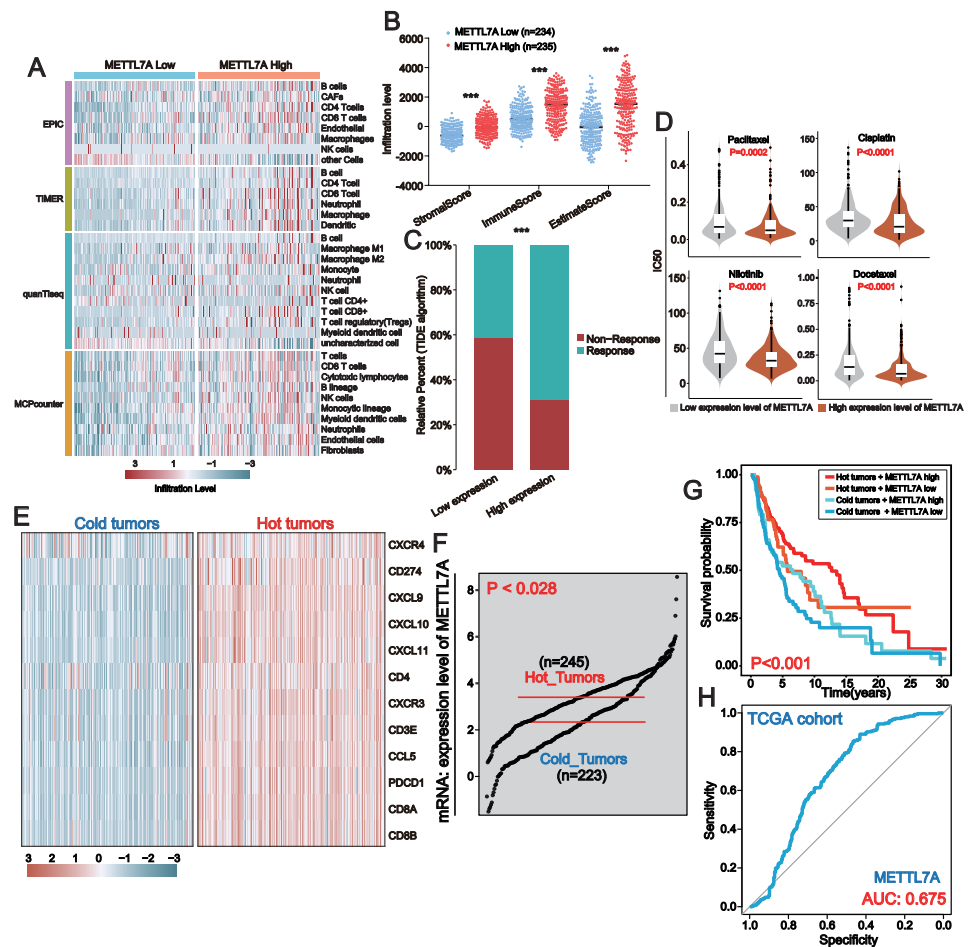 A
METTL7A Low
METTL7A High
EPIC
B cells
CAFs
CD4 Tcells
CD8 T cells
Endothelial
Macrophages
NK cells
other Cells
TIMER
B cell
CD4 Tcell
CD8 Tcell
Neutrophil
Macrophage
Dendritic
quanTiseq
B cell
Macrophage M1
Macrophage M2
Monocyte
Neutrophil
NK cell
T cell CD4+
T cell CD8+
T cell regulatory(Tregs)
Myeloid dendritic cell
uncharacterized cell
MCPcounter
T cells
CD8 T cells
Cytotoxic lymphocytes
B lineage
NK cells
Monocytic lineage
Myeloid dendritic cells
Neutrophils
Endothelial cells
Fibroblasts
3 1 −1 −3
Infiltration Level
B
METTL7A Low (n=234)
METTL7A High (n=235)
Infiltration level
6000
4000
2000
0
-2000
-4000
***
***
***
StromalScore
ImmuneScore
EstimateScore
C
***
Relative Percent (TIDE algorithm)
100%
80%
60%
40%
20%
0%
Low expression
High expression
Non-Response
Response
D
IC50
Paclitaxel
P=0.0002
0.4
0.2
0.0
Cisplatin
P<0.0001
150
100
50
0
Nilotinib
P<0.0001
150
100
50
0
Docetaxel
P<0.0001
1.00
0.75
0.50
0.25
0.00
Low expression level of METTL7A
High expression level of METTL7A
E
Cold tumors
Hot tumors
CXCR4
CD274
CXCL9
CXCL10
CXCL11
CD4
CXCR3
CD3E
CCL5
PDCD1
CD8A
CD8B
3 2 1 0 −1 −2 −3
F
mRNA: expression level of METTL7A
P < 0.028
8
6
4
2
0
(n=245)
Hot_Tumors
Cold_Tumors
(n=223)
G
Hot tumors + METTL7A high
Hot tumors + METTL7A low
Cold tumors + METTL7A high
Cold tumors + METTL7A low
Survival probability
1.00
0.75
0.50
0.25
0.00
P<0.001
0 5 10 15 20 25 30
Time(years)
H
TCGA cohort
Sensitivity
1.0
0.8
0.6
0.4
0.2
0.0
METTL7A
AUC: 0.675
1.0 0.8 0.6 0.4 0.2 0.0
Specificity